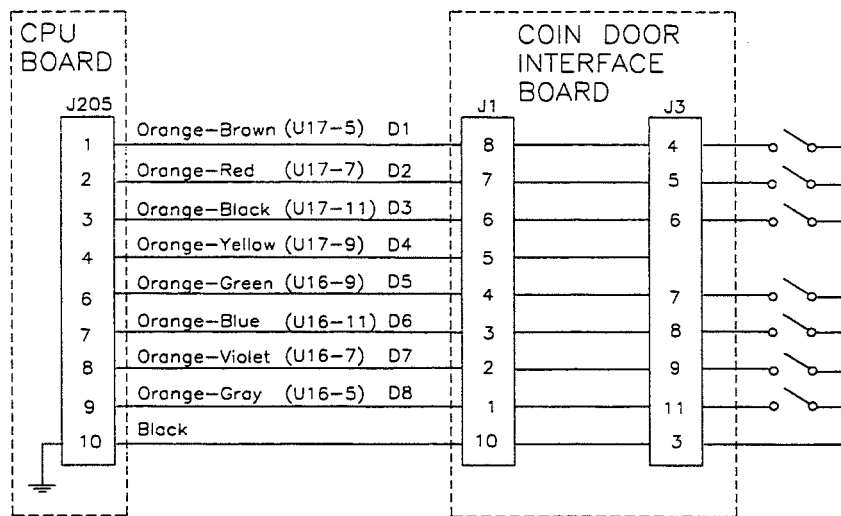 CPU
BOARD
COIN DOOR
INTERFACE
BOARD
J205
J1
J3
1 Orange-Brown (U17-5) D1 8 4
2 Orange-Red (U17-7) D2 7 5
3 Orange-Black (U17-11) D3 6 6
4 Orange-Yellow (U17-9) D4 5
6 Orange-Green (U16-9) D5 4 7
7 Orange-Blue (U16-11) D6 3 8
8 Orange-Violet (U16-7) D7 2 9
9 Orange-Gray (U16-5) D8 1 11
10 Black 10 3